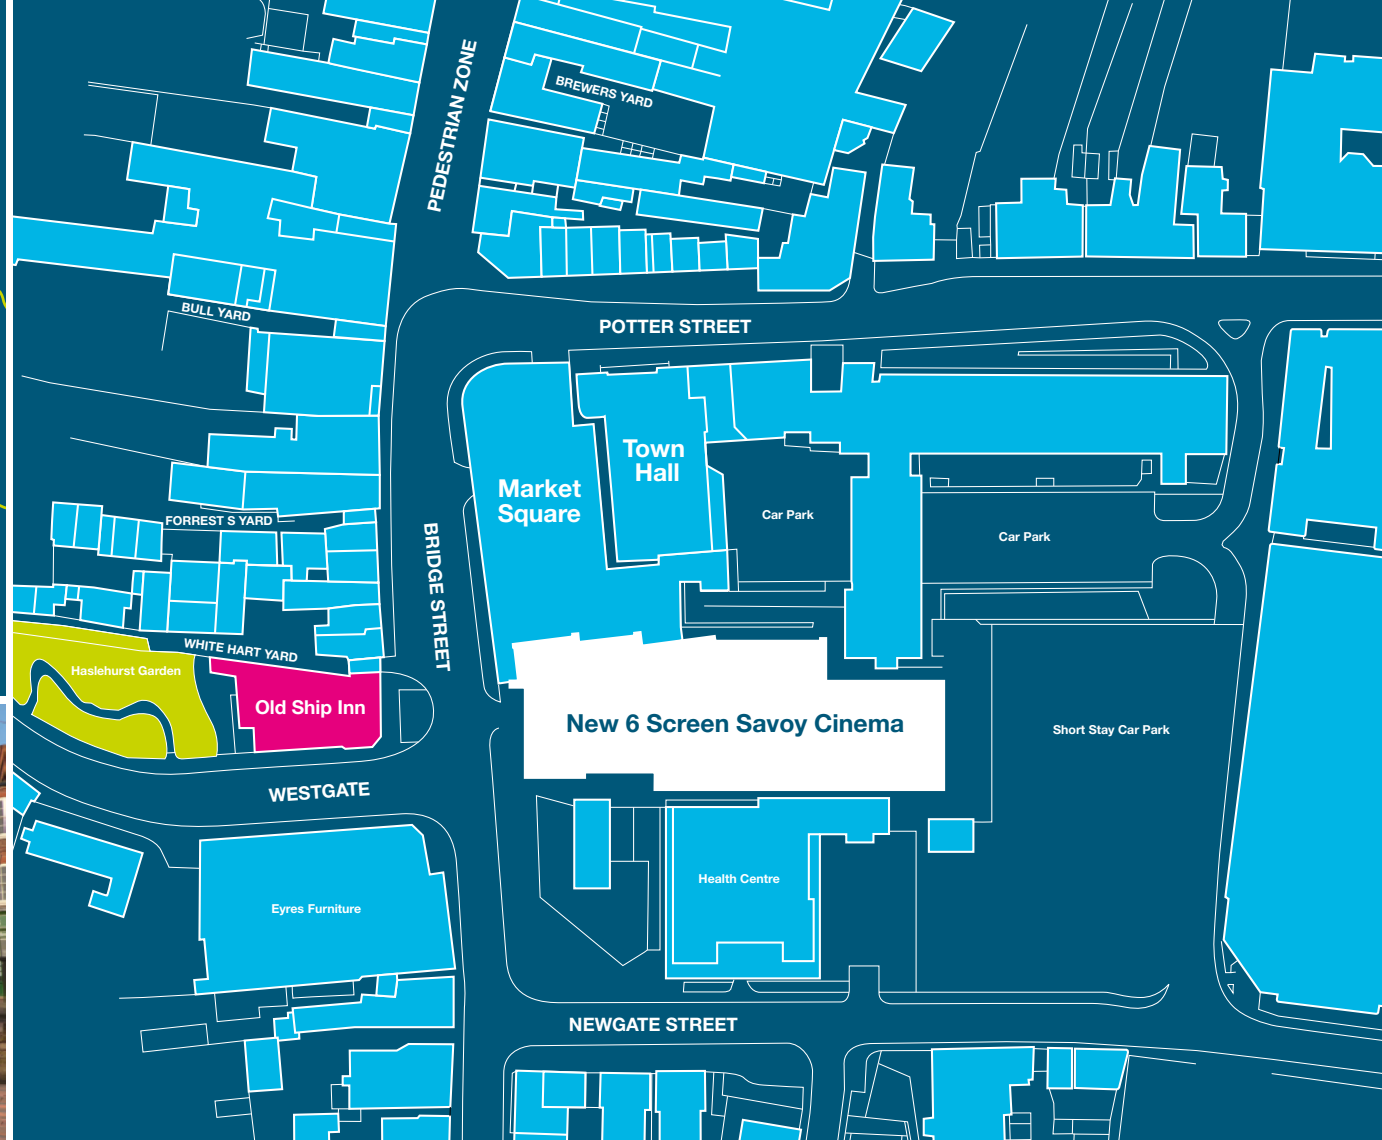 PEDESTRIAN ZONE
BREWERS YARD
BULL YARD
POTTER STREET
Town
Hall
Market
Square
Car Park
Car Park
FORREST S YARD
BRIDGE STREET
WHITE HART YARD
Haslehurst Garden
Old Ship Inn
New 6 Screen Savoy Cinema
Short Stay Car Park
WESTGATE
Health Centre
Eyres Furniture
NEWGATE STREET